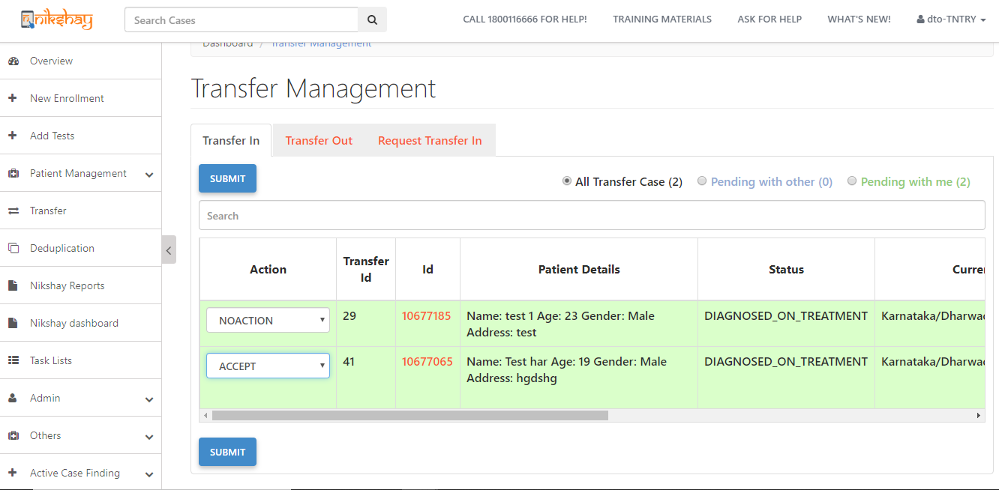 nikshay
Search Cases
CALL 1800116666 FOR HELP!
TRAINING MATERIALS
ASK FOR HELP
WHAT'S NEW!
dto-TNTRY
Overview
New Enrollment
Add Tests
Patient Management
Transfer
Deduplication
Nikshay Reports
Nikshay dashboard
Task Lists
Admin
Others
Active Case Finding
Dashboard / Transfer Management
Transfer Management
Transfer In
Transfer Out
Request Transfer In
SUBMIT
All Transfer Case (2)
Pending with other (0)
Pending with me (2)
Search
Action
Transfer
Id
Id
Patient Details
Status
Curre
NOACTION
29
10677185
Name: test 1 Age: 23 Gender: Male
Address: test
DIAGNOSED_ON_TREATMENT
Karnataka/Dharwa
ACCEPT
41
10677065
Name: Test har Age: 19 Gender: Male
Address: hgdshg
DIAGNOSED_ON_TREATMENT
Karnataka/Dharwa
SUBMIT